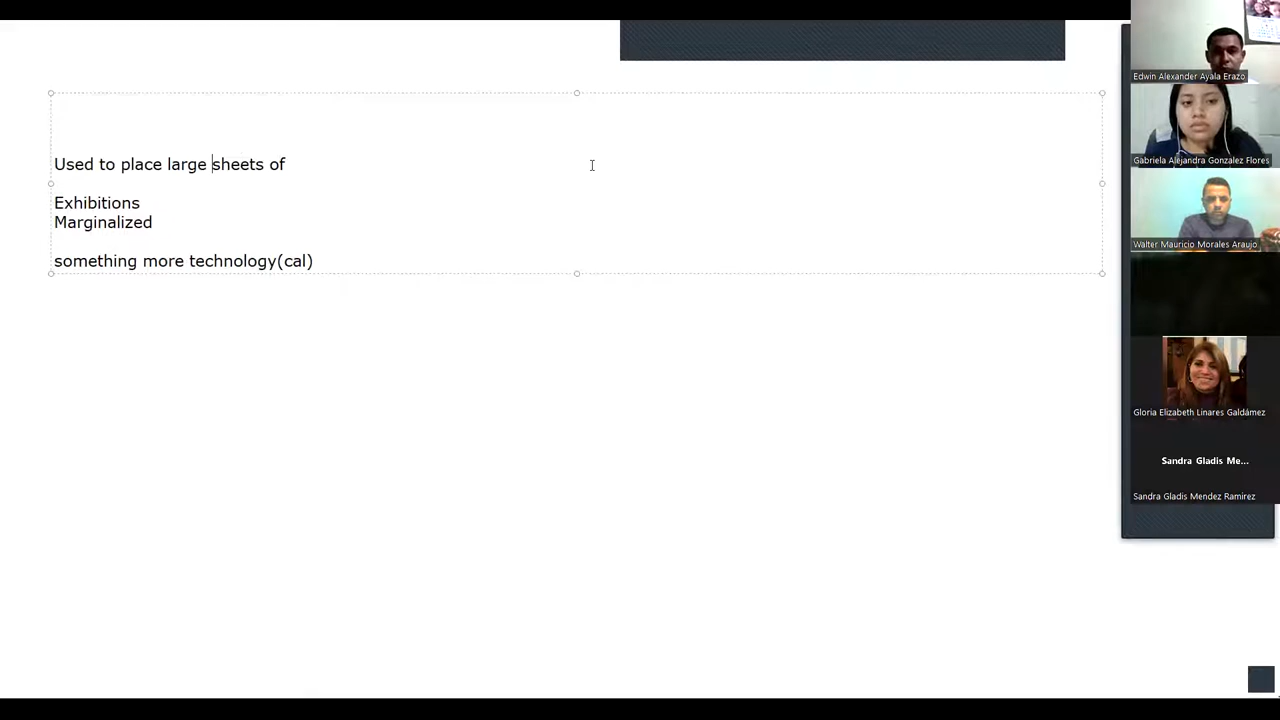 Used to place large sheets of
Exhibitions
Marginalized
something more technology(cal)
Edwin Alexander Ayala Erazo
Gabriela Alejandra Gonzalez Flores
Walter Mauricio Morales Araujo
Gloria Elizabeth Linares Galdámez
Sandra Gladis Me...
Sandra Gladis Mendez Ramirez